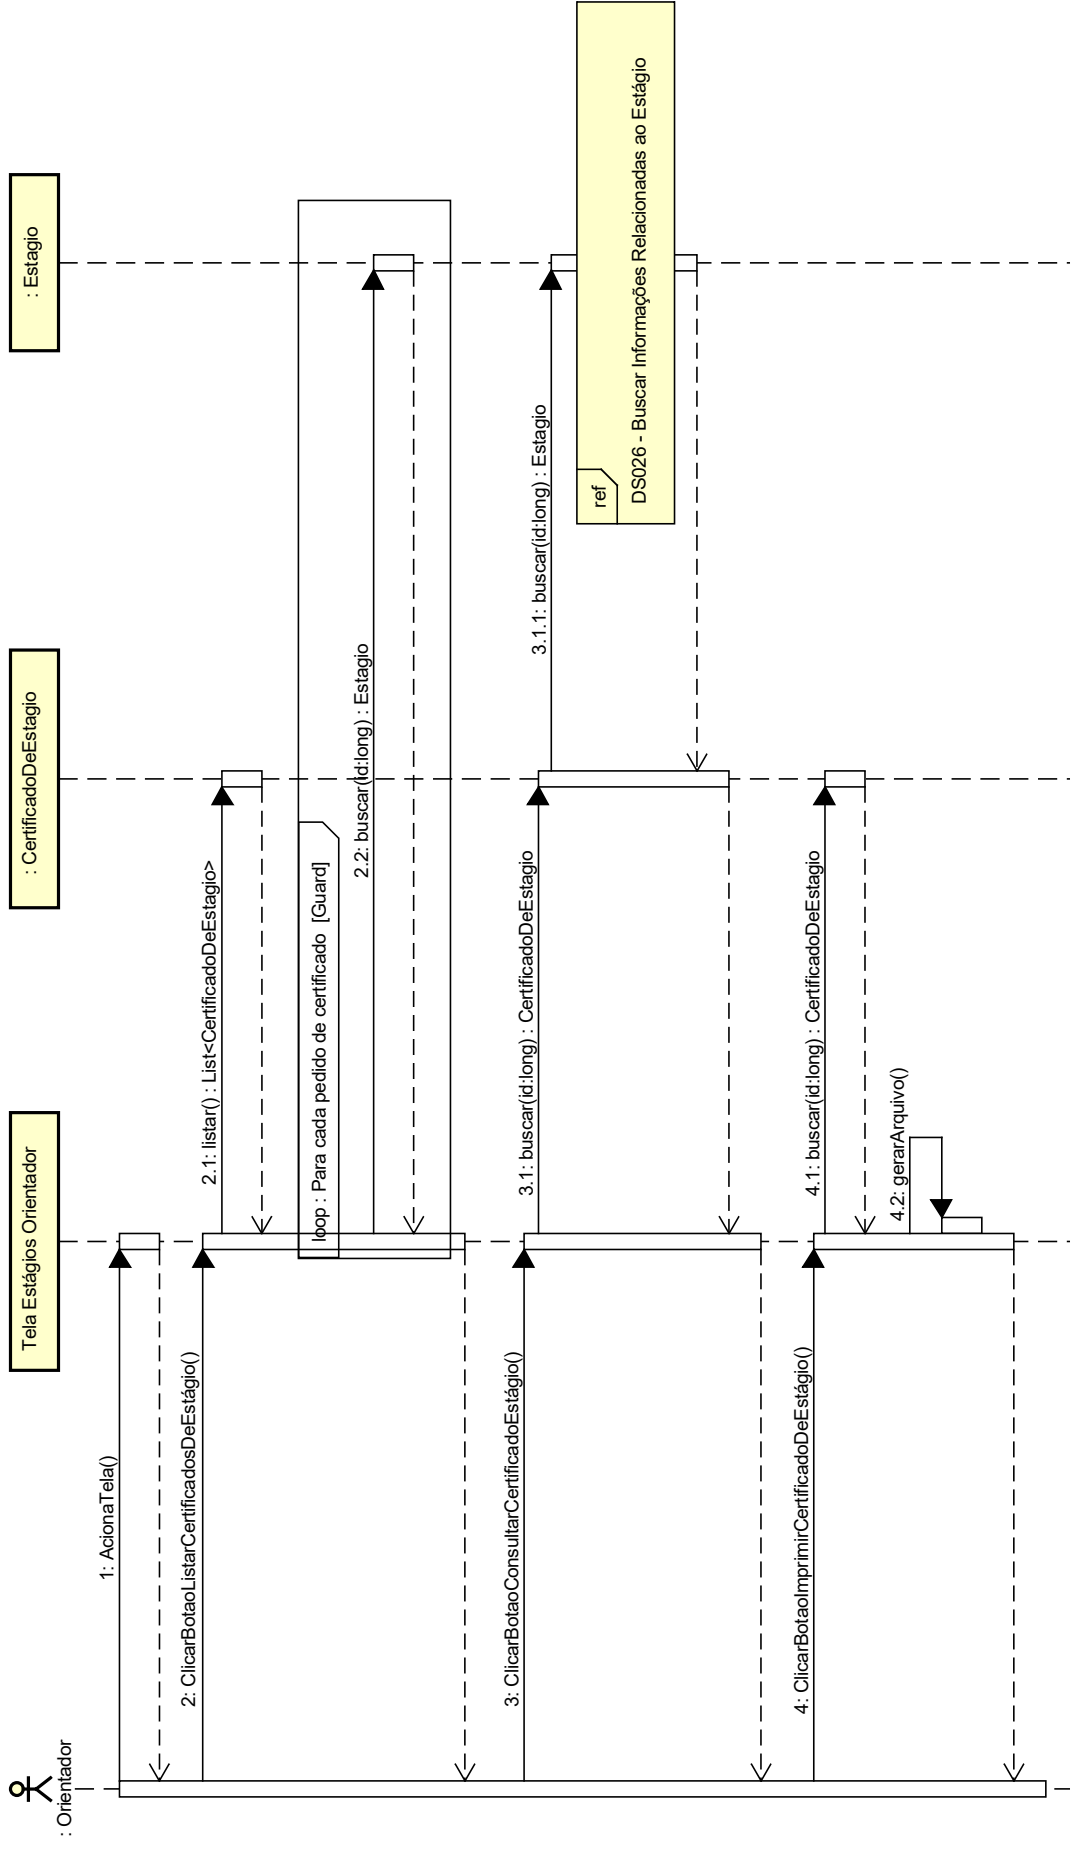 : Orientador
Tela Estágios Orientador
: CertificadoDeEstagio
: Estagio
1: AcionaTela()
2: ClicarBotaoListarCertificadosDeEstágio()
2.1: listar() : List<CertificadoDeEstagio>
loop : Para cada pedido de certificado [Guard]
2.2: buscar(id:long) : Estagio
3: ClicarBotaoConsultarCertificadoEstágio()
3.1: buscar(id:long) : CertificadoDeEstagio
3.1.1: buscar(id:long) : Estagio
ref
DS026 - Buscar Informações Relacionadas ao Estágio
4: ClicarBotaoImprimirCertificadoDeEstágio()
4.1: buscar(id:long) : CertificadoDeEstagio
4.2: gerarArquivo()